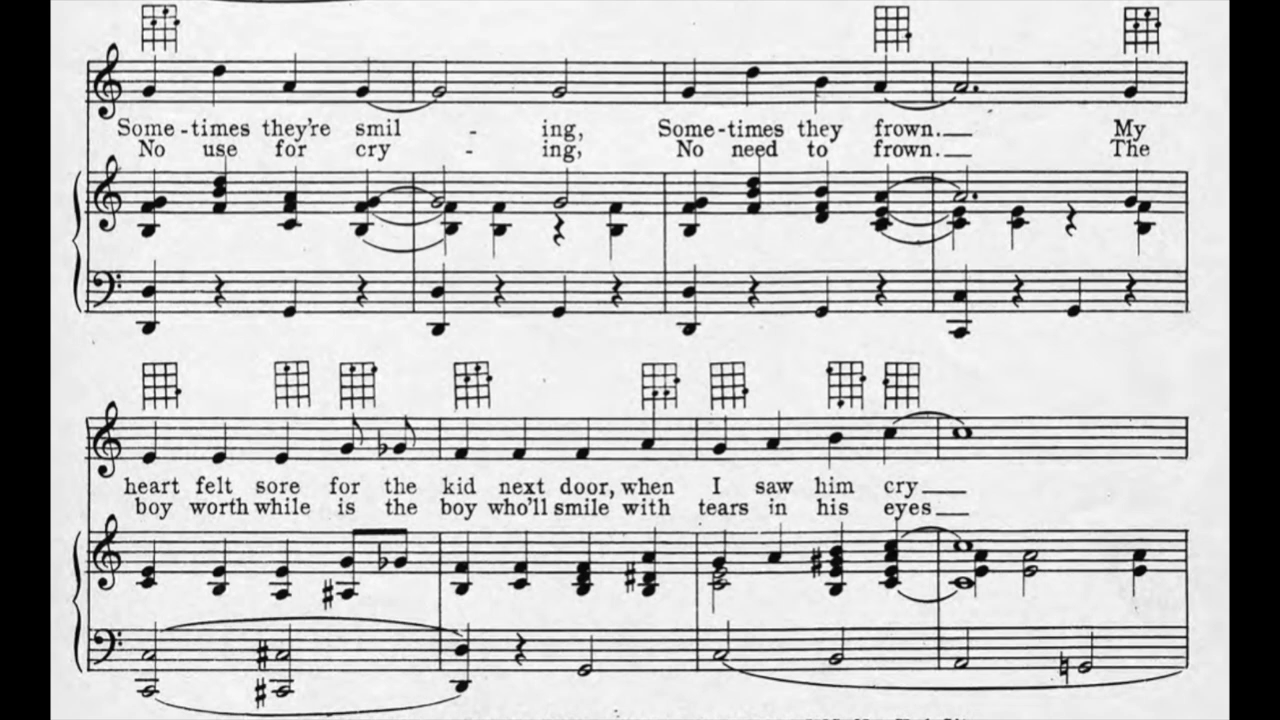 Some-times they're smil - ing, Some-times they frown. My
No use for cry - ing, No need to frown. The
heart felt sore for the kid next door, when I saw him cry
boy worth while is the boy who'll smile with tears in his eyes